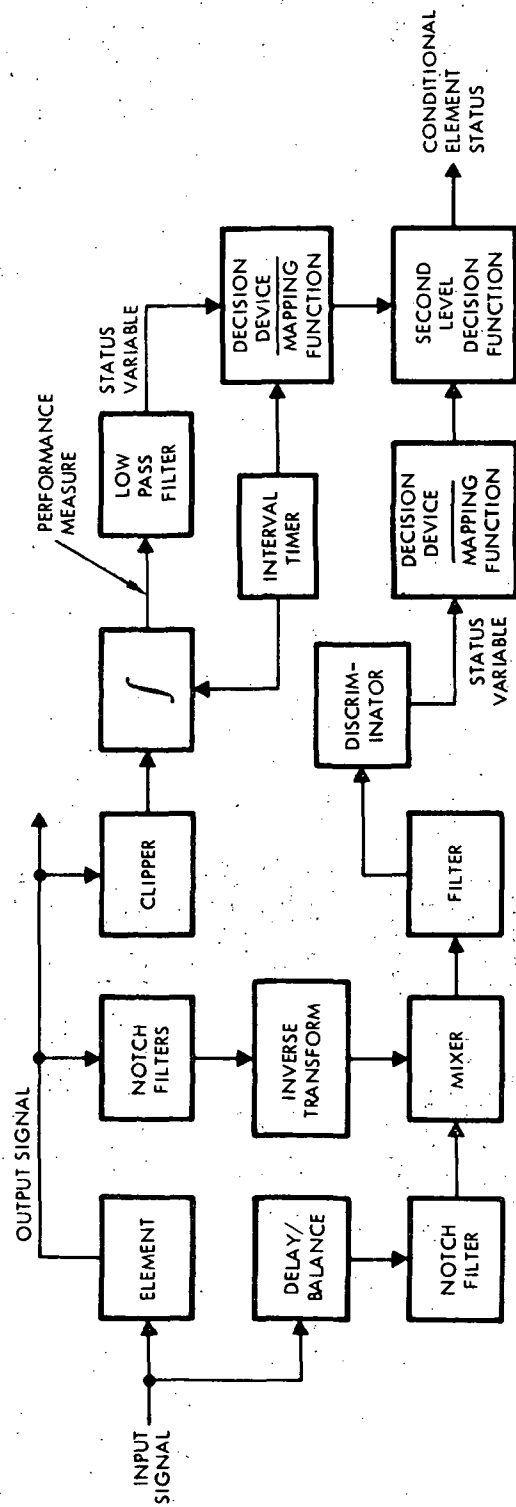 INPUT
SIGNAL
OUTPUT SIGNAL
ELEMENT
DELAY/
BALANCE
NOTCH
FILTER
NOTCH
FILTERS
INVERSE
TRANSFORM
MIXER
CLIPPER
FILTER
∫
DISCRIM-
INATOR
PERFORMANCE
MEASURE
LOW
PASS
FILTER
INTERVAL
TIMER
STATUS
VARIABLE
DECISION
DEVICE
MAPPING
FUNCTION
STATUS
VARIABLE
DECISION
DEVICE
MAPPING
FUNCTION
SECOND
LEVEL
DECISION
FUNCTION
CONDITIONAL
ELEMENT
STATUS